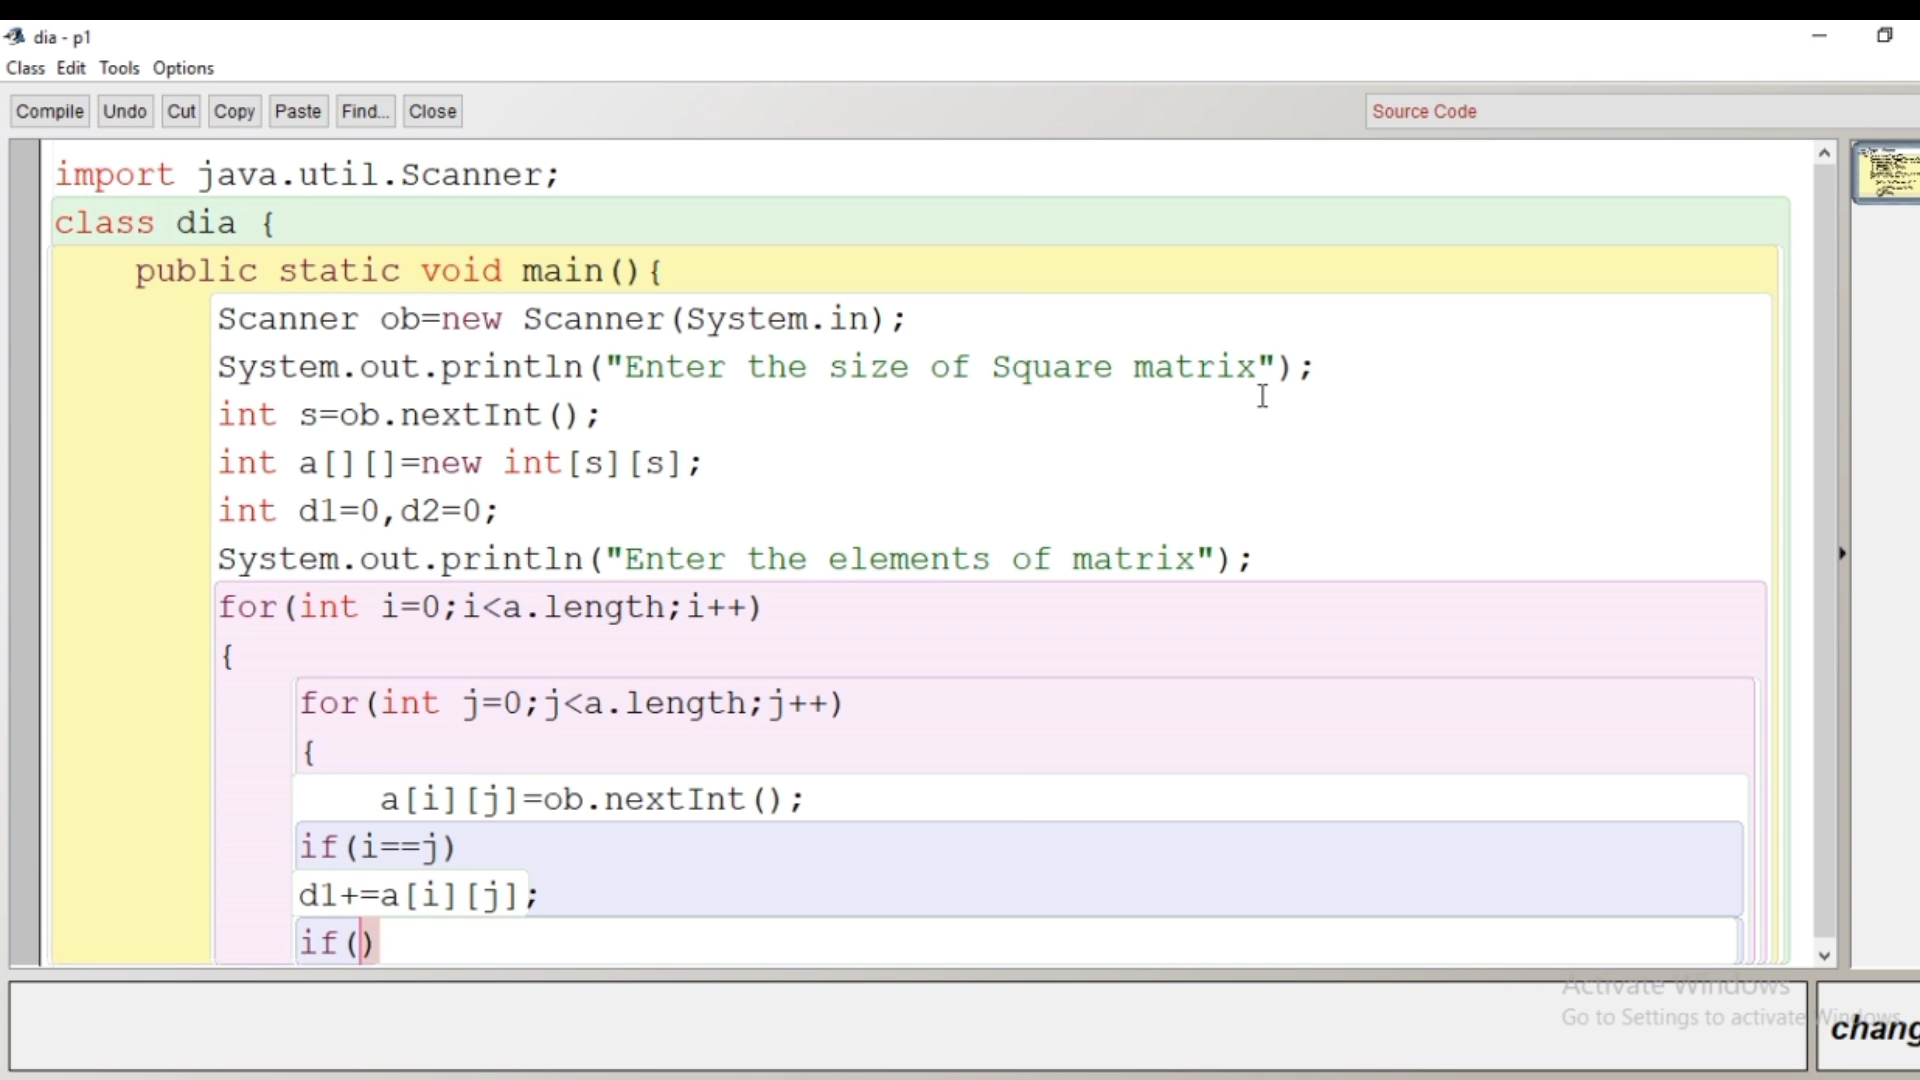 dia - p1
Class Edit Tools Options
Compile Undo Cut Copy Paste Find... Close Source Code
import java.util.Scanner;
class dia {
    public static void main(){
        Scanner ob=new Scanner(System.in);
        System.out.println("Enter the size of Square matrix");
        int s=ob.nextInt();
        int a[][]=new int[s][s];
        int d1=0,d2=0;
        System.out.println("Enter the elements of matrix");
        for(int i=0;i<a.length;i++)
        {
            for(int j=0;j<a.length;j++)
            {
                a[i][j]=ob.nextInt();
            if(i==j)
            d1+=a[i][j];
            if()
Activate Windows
Go to Settings to activate Windows.
chang